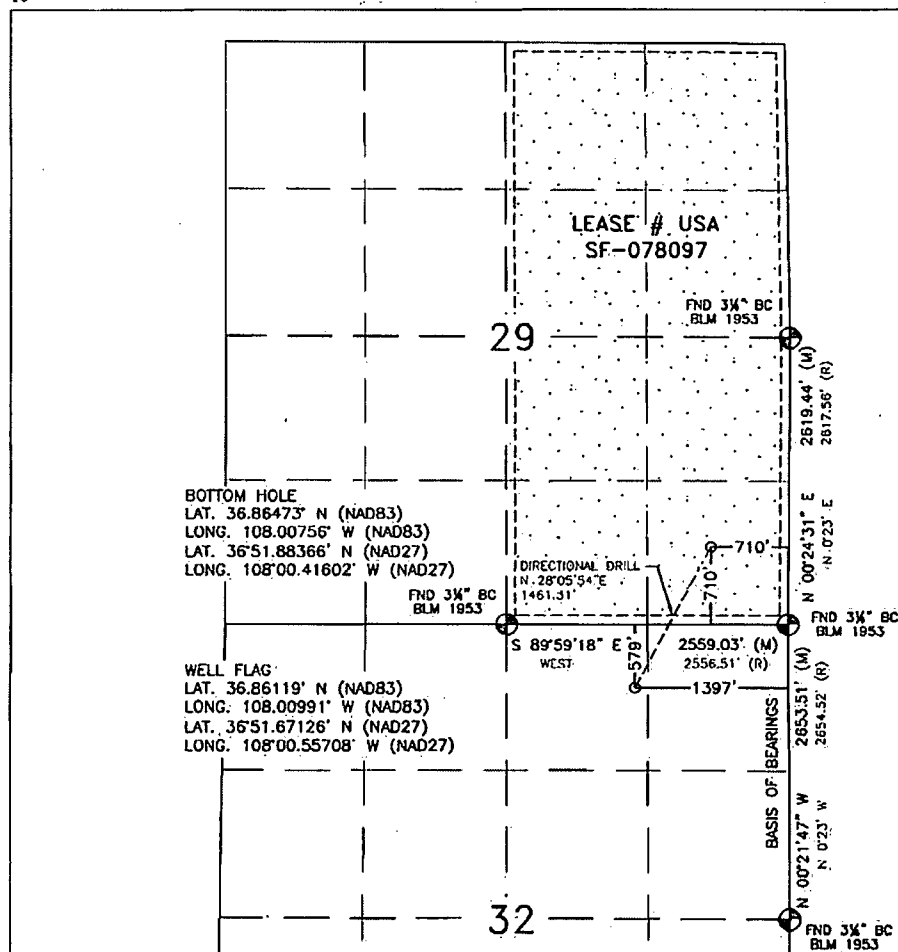 LEASE # USA
SF-078097
FND 3¼" BC
BLM 1953
29
2619.44' (M)
2617.56' (R)
N 00°24'31" E
N 0°23' E
BOTTOM HOLE
LAT. 36.86473° N (NAD83)
LONG. 108.00756° W (NAD83)
LAT. 36°51.88366' N (NAD27)
LONG. 108°00.41602' W (NAD27)
710'
710'
DIRECTIONAL DRILL
N 28°05'54"E
1461.31'
FND 3¼" BC
BLM 1953
FND 3¼" BC
BLM 1953
S 89°59'18" E
WEST
2559.03' (M)
2556.51' (R)
579'
1397'
WELL FLAG
LAT. 36.86119° N (NAD83)
LONG. 108.00991° W (NAD83)
LAT. 36°51.67126' N (NAD27)
LONG. 108°00.55708' W (NAD27)
BASIS OF BEARINGS
2653.51' (M)
2654.52' (R)
N 00°21'47" W
N 0°23' W
32
FND 3¼" BC
BLM 1953